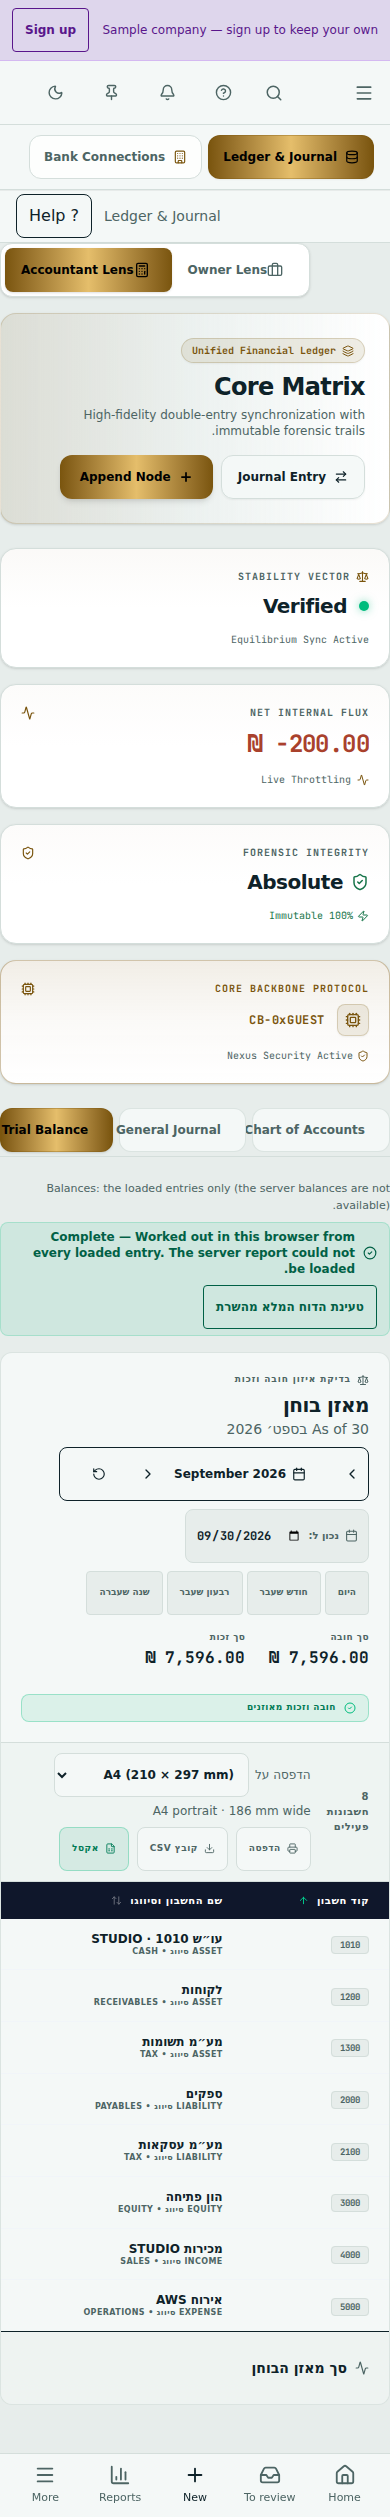 Sample company — sign up to keep your own
Sign up
Ledger & Journal
Bank Connections
Ledger & Journal
Help ?
Owner Lens
Accountant Lens
Unified Financial Ledger
Core Matrix
High-fidelity double-entry synchronization with
immutable forensic trails.
Journal Entry
Append Node
STABILITY VECTOR
Verified
Equilibrium Sync Active
NET INTERNAL FLUX
₪ -200.00
Live Throttling
FORENSIC INTEGRITY
Absolute
Immutable 100%
CORE BACKBONE PROTOCOL
CB-0xGUEST
Nexus Security Active
Chart of Accounts
General Journal
Trial Balance
Balances: the loaded entries only (the server balances are not
available).
Complete — Worked out in this browser from
every loaded entry. The server report could not
be loaded.
טעינת הדוח המלא מהשרת
בדיקת איזון חובה וזכות
מאזן בוחן
As of 30 בספט׳ 2026
September 2026
נכון ל:
09/30/2026
היום
חודש שעבר
רבעון שעבר
שנה שעברה
סך חובה
₪ 7,596.00
סך זכות
₪ 7,596.00
חובה וזכות מאוזנים
8
חשבונות
פעילים
הדפסה על
A4 (210 × 297 mm)
A4 portrait · 186 mm wide
הדפסה
קובץ CSV
אקסל
קוד חשבון
שם החשבון וסיווגו
1010
עו״ש STUDIO · 1010
ASSET סיווג • CASH
1200
לקוחות
ASSET סיווג • RECEIVABLES
1300
מע״מ תשומות
ASSET סיווג • TAX
2000
ספקים
LIABILITY סיווג • PAYABLES
2100
מע״מ עסקאות
LIABILITY סיווג • TAX
3000
הון פתיחה
EQUITY סיווג • EQUITY
4000
מכירות STUDIO
INCOME סיווג • SALES
5000
אירוח AWS
EXPENSE סיווג • OPERATIONS
סך מאזן הבוחן
Home
To review
New
Reports
More